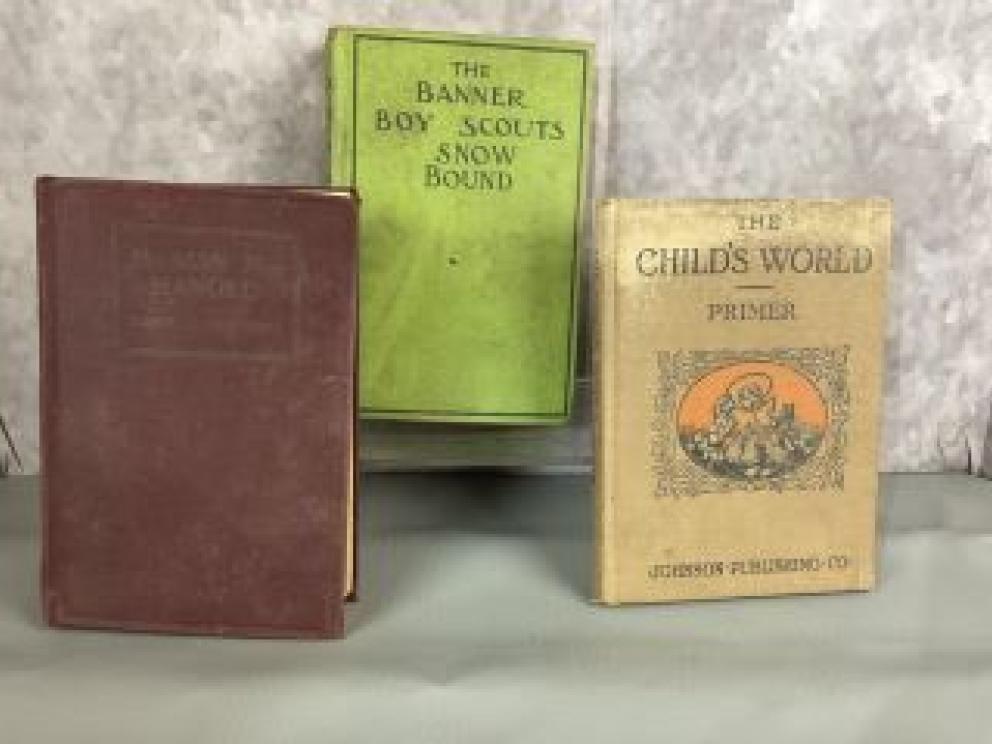 THE
BANNER
BOY SCOUTS
SNOW
BOUND
THE
CHILD'S WORLD
PRIMER
JOHNSON·PUBLISHING·CO·